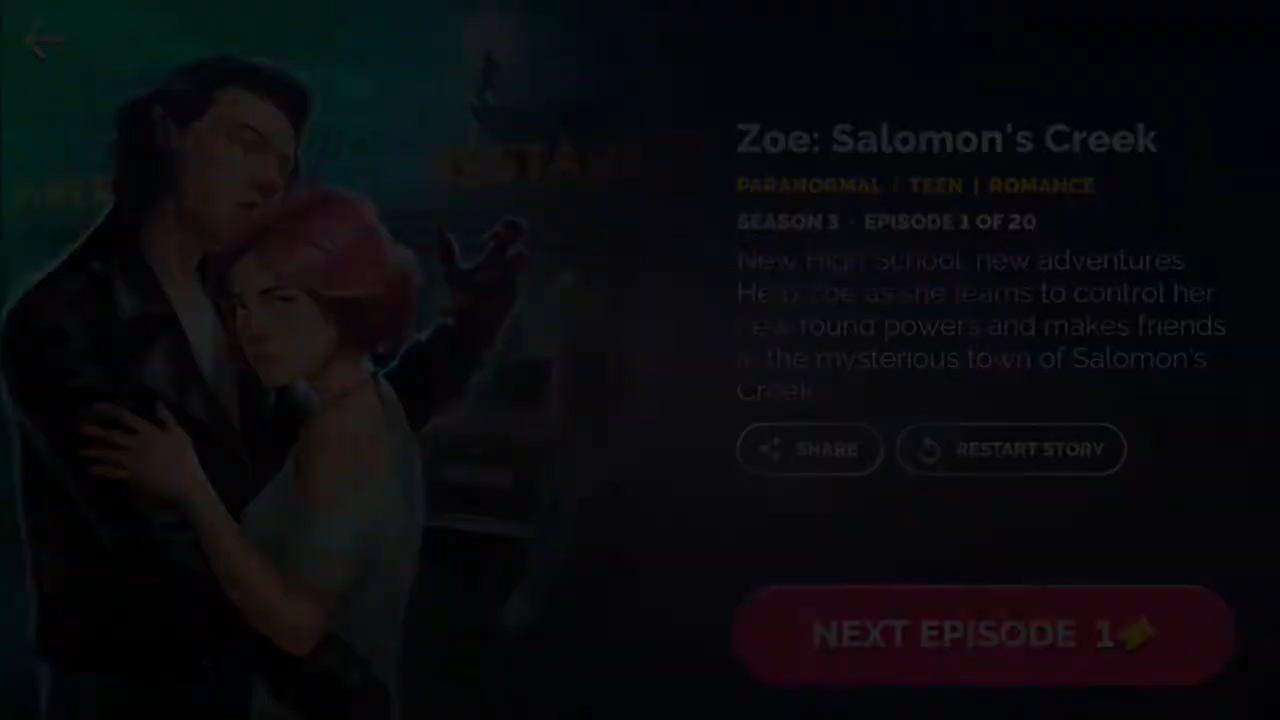 Zoe: Salomon's Creek
PARANORMAL | TEEN | ROMANCE
SEASON 3 · EPISODE 1 OF 20
New High School, new adventures
Help Zoe as she learns to control her
new found powers and makes friends
in the mysterious town of Salomon's
Creek
SHARE
RESTART STORY
NEXT EPISODE 1